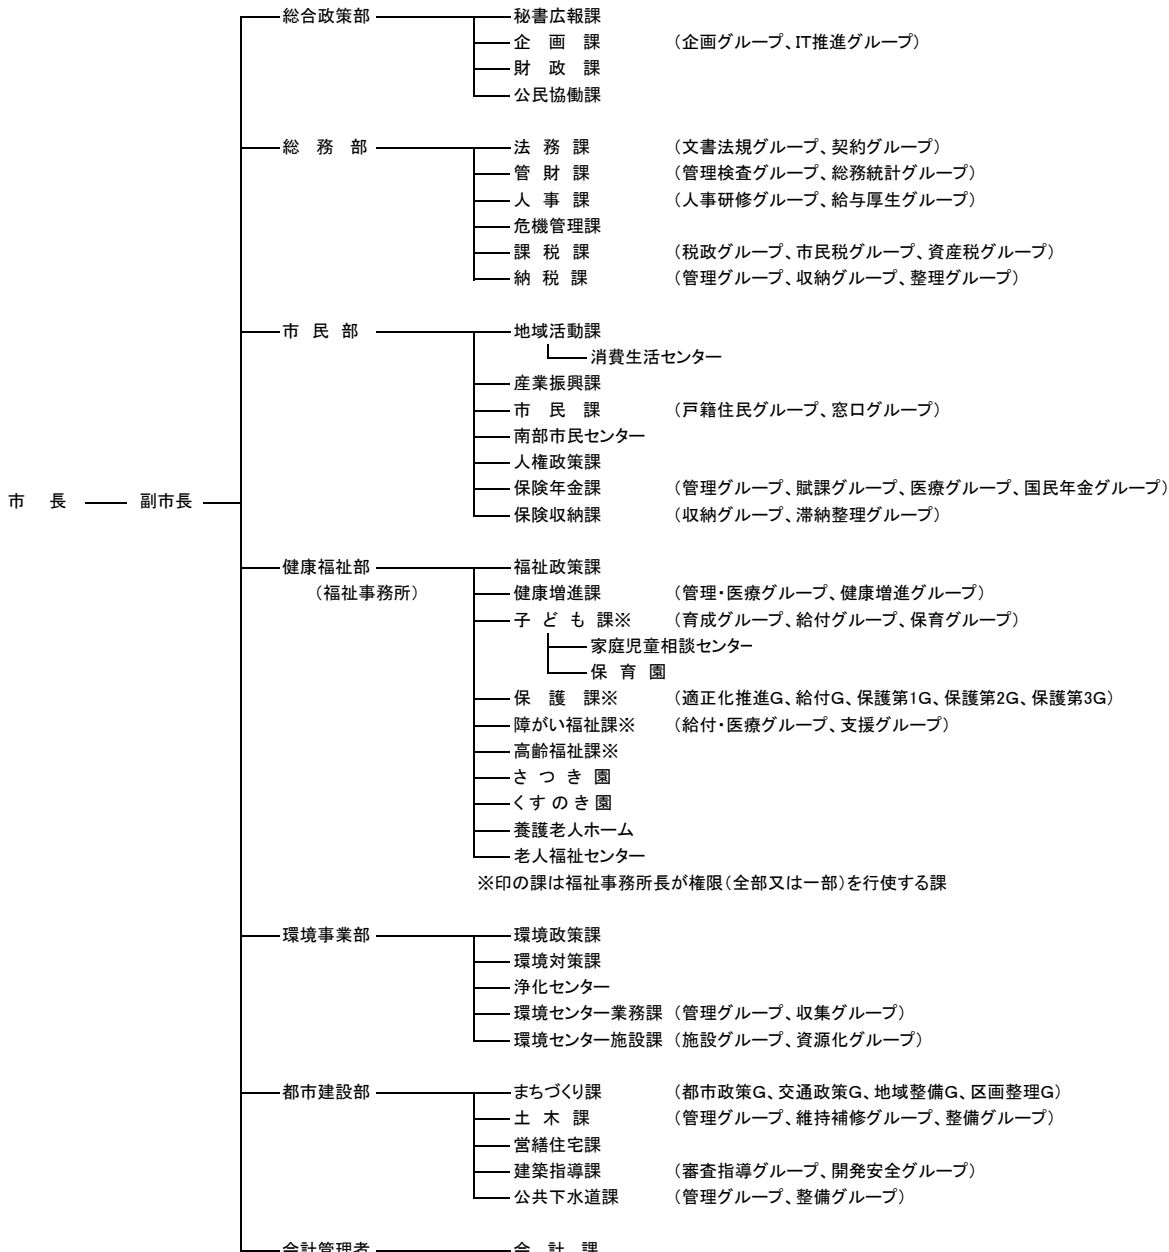 総合政策部 秘書広報課
企 画 課 (企画グループ、IT推進グループ)
財 政 課
公民協働課
総 務 部 法 務 課 (文書法規グループ、契約グループ)
管 財 課 (管理検査グループ、総務統計グループ)
人 事 課 (人事研修グループ、給与厚生グループ)
危機管理課
課 税 課 (税政グループ、市民税グループ、資産税グループ)
納 税 課 (管理グループ、収納グループ、整理グループ)
市 民 部 地域活動課
消費生活センター
産業振興課
市 民 課 (戸籍住民グループ、窓口グループ)
南部市民センター
人権政策課
保険年金課 (管理グループ、賦課グループ、医療グループ、国民年金グループ)
市 長 副市長
保険収納課 (収納グループ、滞納整理グループ)
健康福祉部 福祉政策課
(福祉事務所) 健康増進課 (管理・医療グループ、健康増進グループ)
子 ど も 課※ (育成グループ、給付グループ、保育グループ)
家庭児童相談センター
保 育 園
保 護 課※ (適正化推進G、給付G、保護第1G、保護第2G、保護第3G)
障がい福祉課※ (給付・医療グループ、支援グループ)
高齢福祉課※
さ つ き 園
くすのき園
養護老人ホーム
老人福祉センター
※印の課は福祉事務所長が権限(全部又は一部)を行使する課
環境事業部 環境政策課
環境対策課
浄化センター
環境センター業務課 (管理グループ、収集グループ)
環境センター施設課 (施設グループ、資源化グループ)
都市建設部 まちづくり課 (都市政策G、交通政策G、地域整備G、区画整理G)
土 木 課 (管理グループ、維持補修グループ、整備グループ)
営繕住宅課
建築指導課 (審査指導グループ、開発安全グループ)
公共下水道課 (管理グループ、整備グループ)
会計管理者 会 計 課